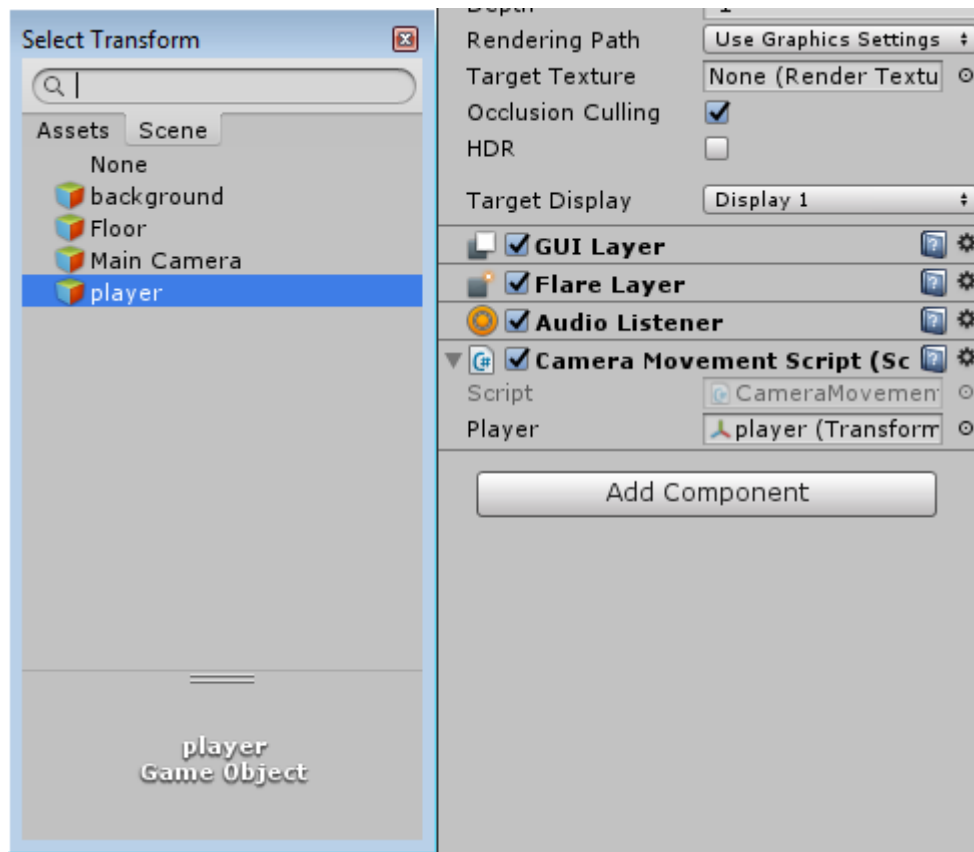 Select Transform
Assets Scene
None
background
Floor
Main Camera
player
player
Game Object
Rendering Path Use Graphics Settings
Target Texture None (Render Textu
Occlusion Culling
HDR
Target Display Display 1
GUI Layer
Flare Layer
Audio Listener
Camera Movement Script (Sc
Script CameraMovemen
Player player (Transform
Add Component